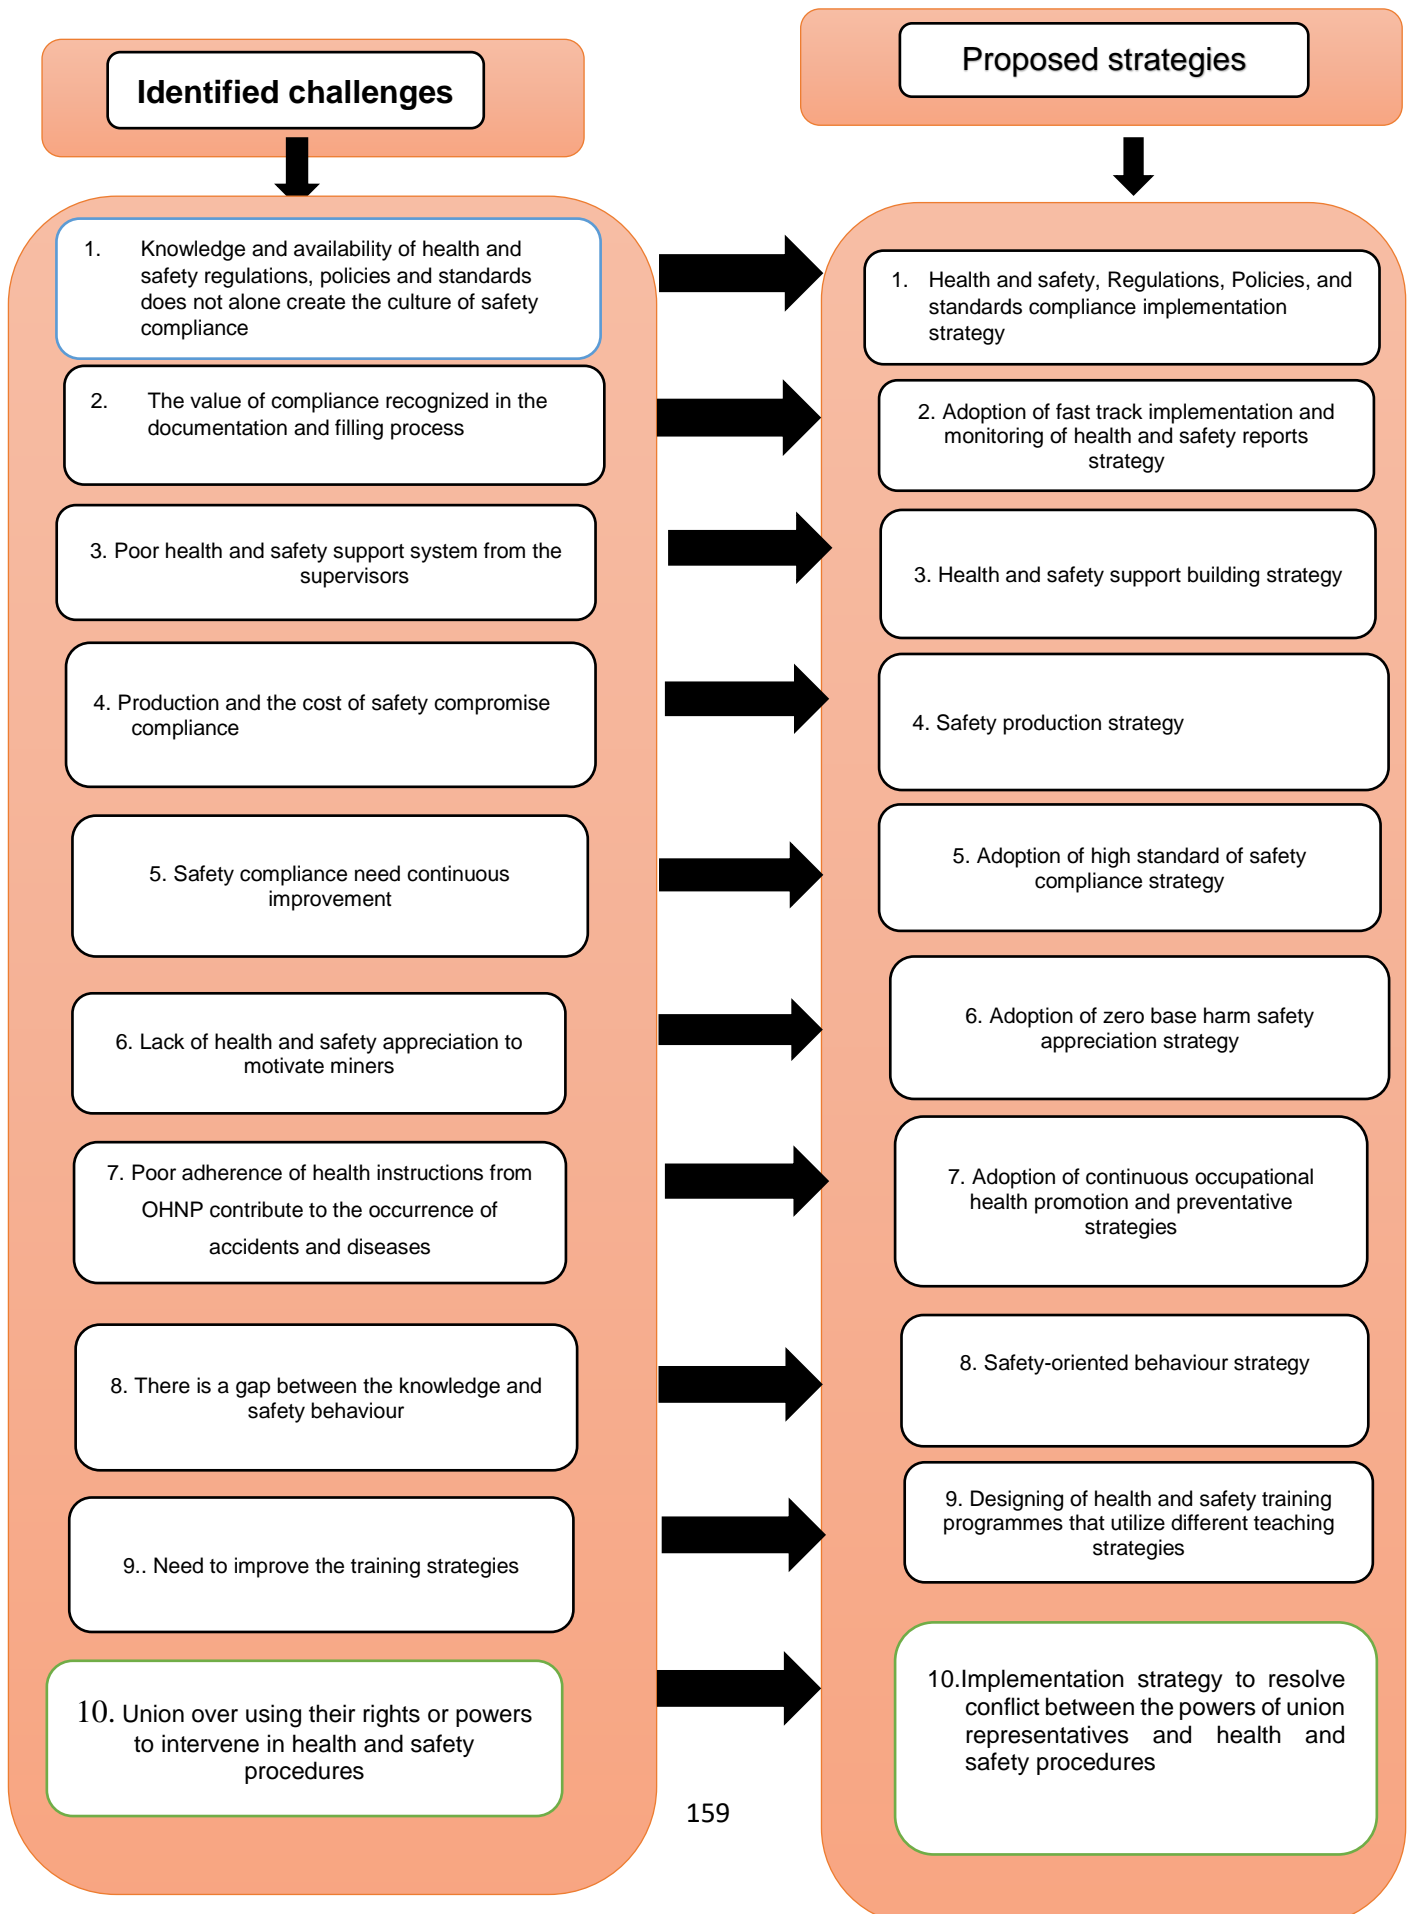 Identified challenges
1. Knowledge and availability of health and
safety regulations, policies and standards
does not alone create the culture of safety
compliance
2. The value of compliance recognized in the
documentation and filling process
3. Poor health and safety support system from the
supervisors
4. Production and the cost of safety compromise
compliance
5. Safety compliance need continuous
improvement
6. Lack of health and safety appreciation to
motivate miners
7. Poor adherence of health instructions from
OHNP contribute to the occurrence of
accidents and diseases
8. There is a gap between the knowledge and
safety behaviour
9.. Need to improve the training strategies
10. Union over using their rights or powers
to intervene in health and safety
procedures
Proposed strategies
1. Health and safety, Regulations, Policies, and
standards compliance implementation
strategy
2. Adoption of fast track implementation and
monitoring of health and safety reports
strategy
3. Health and safety support building strategy
4. Safety production strategy
5. Adoption of high standard of safety
compliance strategy
6. Adoption of zero base harm safety
appreciation strategy
7. Adoption of continuous occupational
health promotion and preventative
strategies
8. Safety-oriented behaviour strategy
9. Designing of health and safety training
programmes that utilize different teaching
strategies
10.Implementation strategy to resolve
conflict between the powers of union
representatives and health and
safety procedures
159